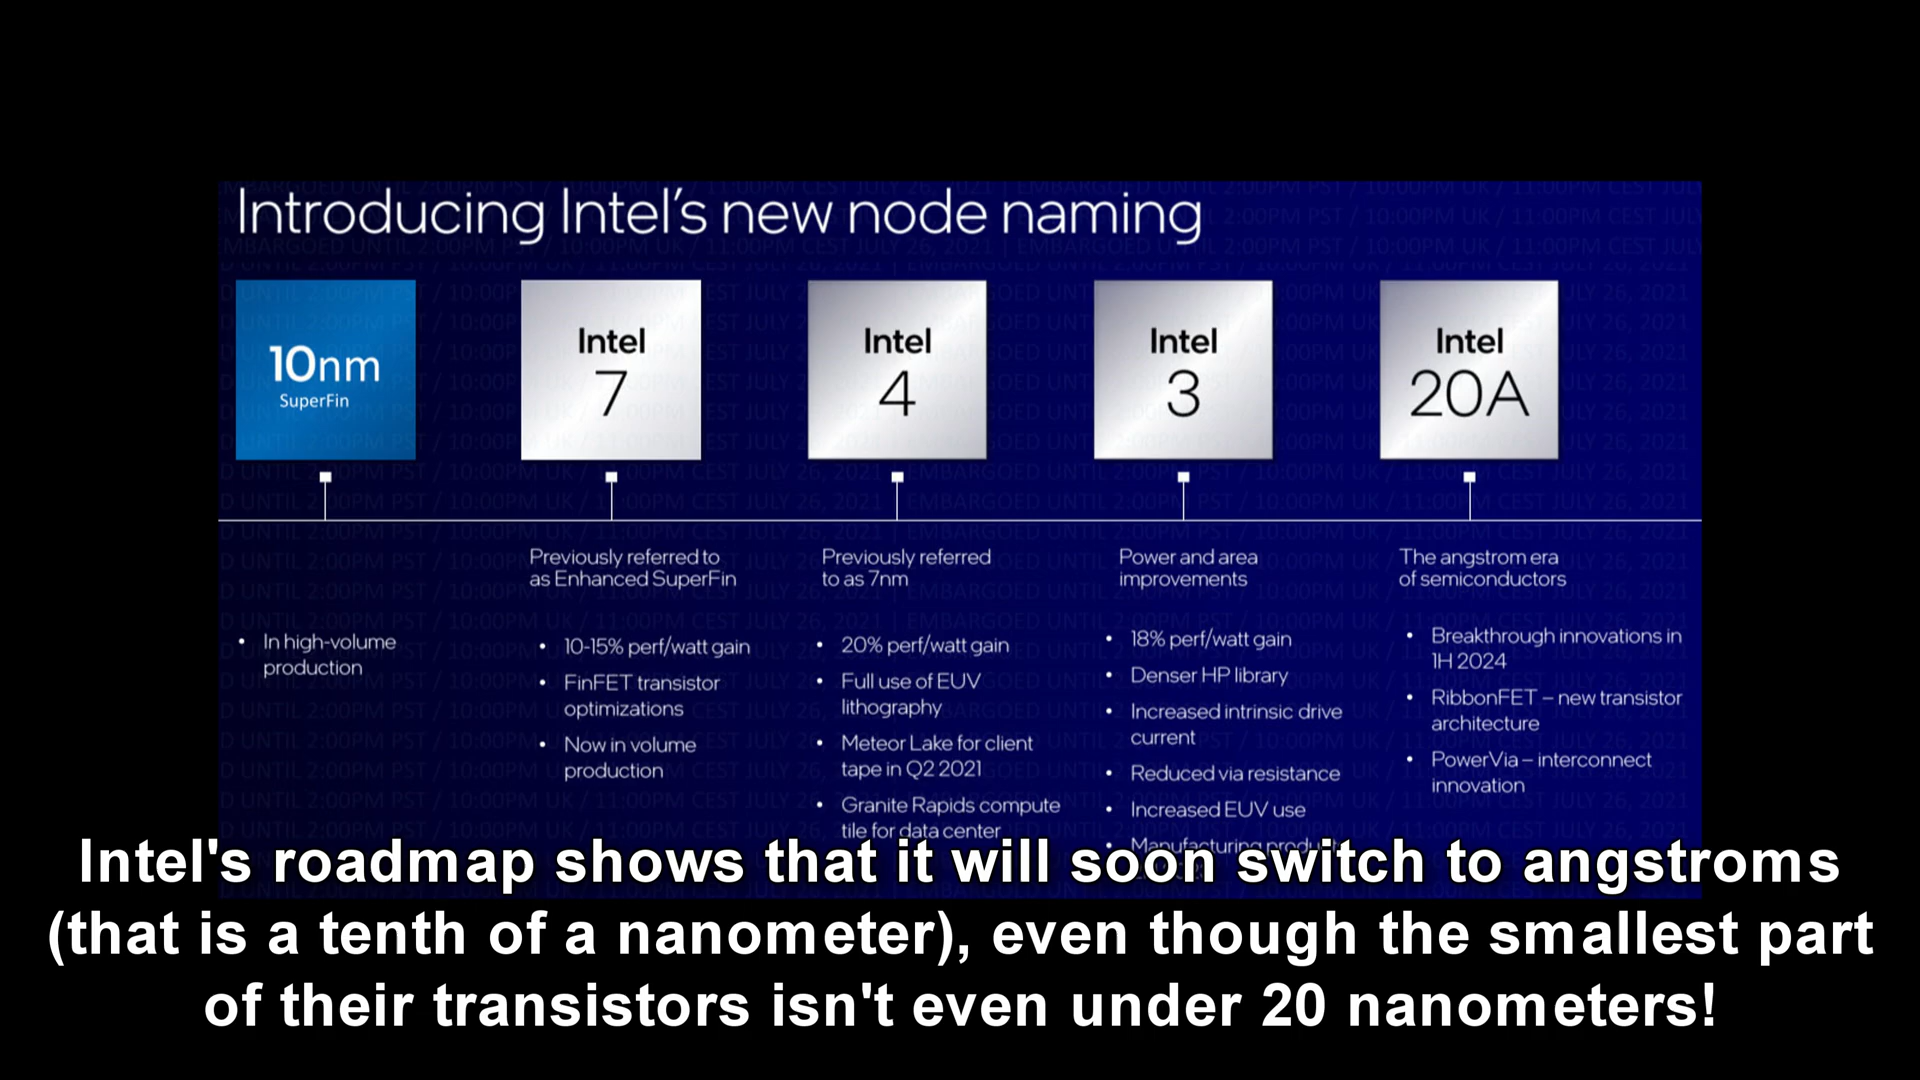 Introducing Intel's new node naming
10nm
SuperFin
Intel
7
Intel
4
Intel
3
Intel
20A
Previously referred to
as Enhanced SuperFin
Previously referred
to as 7nm
Power and area
improvements
The angstrom era
of semiconductors
• In high-volume
production
• 10-15% perf/watt gain
• FinFET transistor
optimizations
• Now in volume
production
• 20% perf/watt gain
• Full use of EUV
lithography
• Meteor Lake for client
tape in Q2 2021
• Granite Rapids compute
tile for data center
• 18% perf/watt gain
• Denser HP library
• Increased intrinsic drive
current
• Reduced via resistance
• Increased EUV use
• Manufacturing
• Breakthrough innovations in
1H 2024
• RibbonFET – new transistor
architecture
• PowerVia – interconnect
innovation
Intel's roadmap shows that it will soon switch to angstroms
(that is a tenth of a nanometer), even though the smallest part
of their transistors isn't even under 20 nanometers!